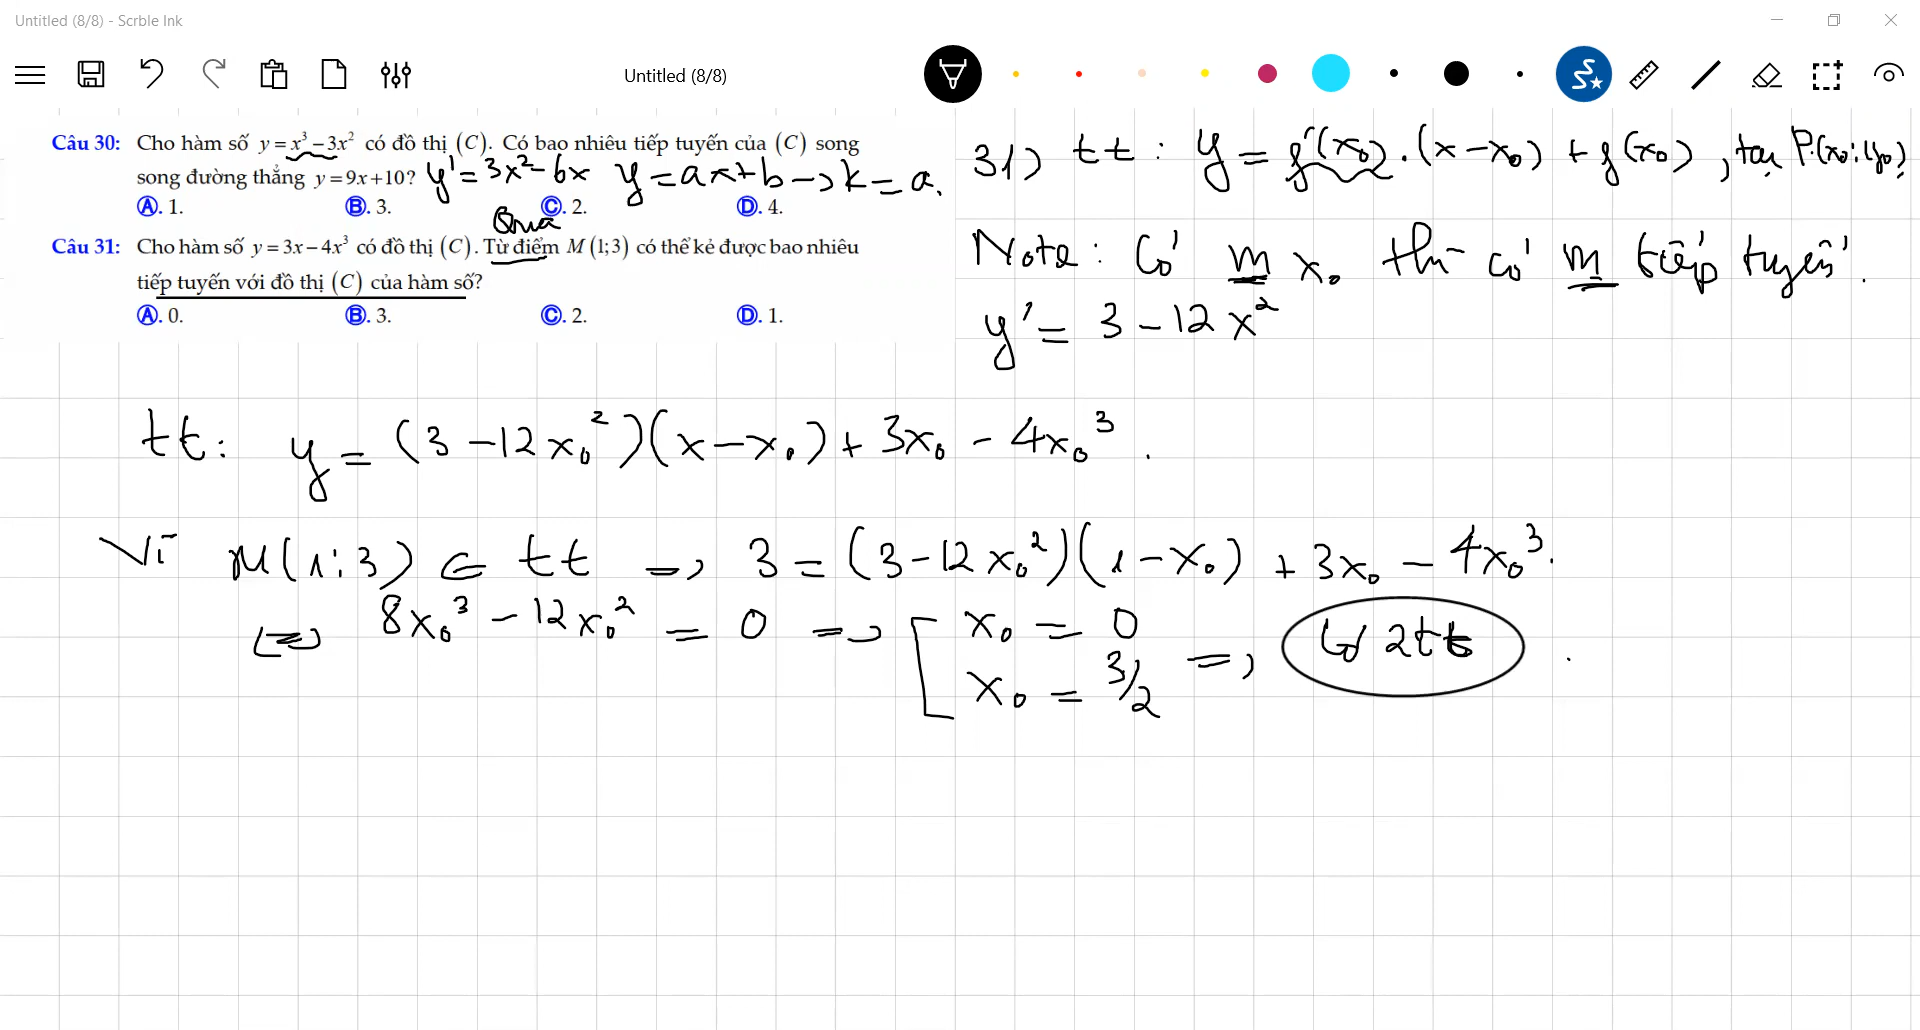 Untitled (8/8) - Scrble Ink
Untitled (8/8)
Câu 30: Cho hàm số y = x³ − 3x² có đồ thị (C). Có bao nhiêu tiếp tuyến của (C) song
song đường thẳng y = 9x + 10? y' = 3x² − 6x y = ax + b → k = a.
Ⓐ. 1. Ⓑ. 3. Ⓒ. 2. Ⓓ. 4.
Qua
Câu 31: Cho hàm số y = 3x − 4x³ có đồ thị (C). Từ điểm M(1;3) có thể kẻ được bao nhiêu
tiếp tuyến với đồ thị (C) của hàm số?
Ⓐ. 0. Ⓑ. 3. Ⓒ. 2. Ⓓ. 1.
31) tt: y = f'(x₀).(x − x₀) + f(x₀), tại P(x₀; y₀)
Note: Có m x₀ thì có m tiếp tuyến.
y' = 3 − 12x²
tt: y = (3 − 12x₀²)(x − x₀) + 3x₀ − 4x₀³.
Vì M(1;3) ∈ tt ⇒ 3 = (3 − 12x₀²)(1 − x₀) + 3x₀ − 4x₀³.
⇔ 8x₀³ − 12x₀² = 0 ⇒ [ x₀ = 0
x₀ = 3/2 ⇒ Có 2tt.